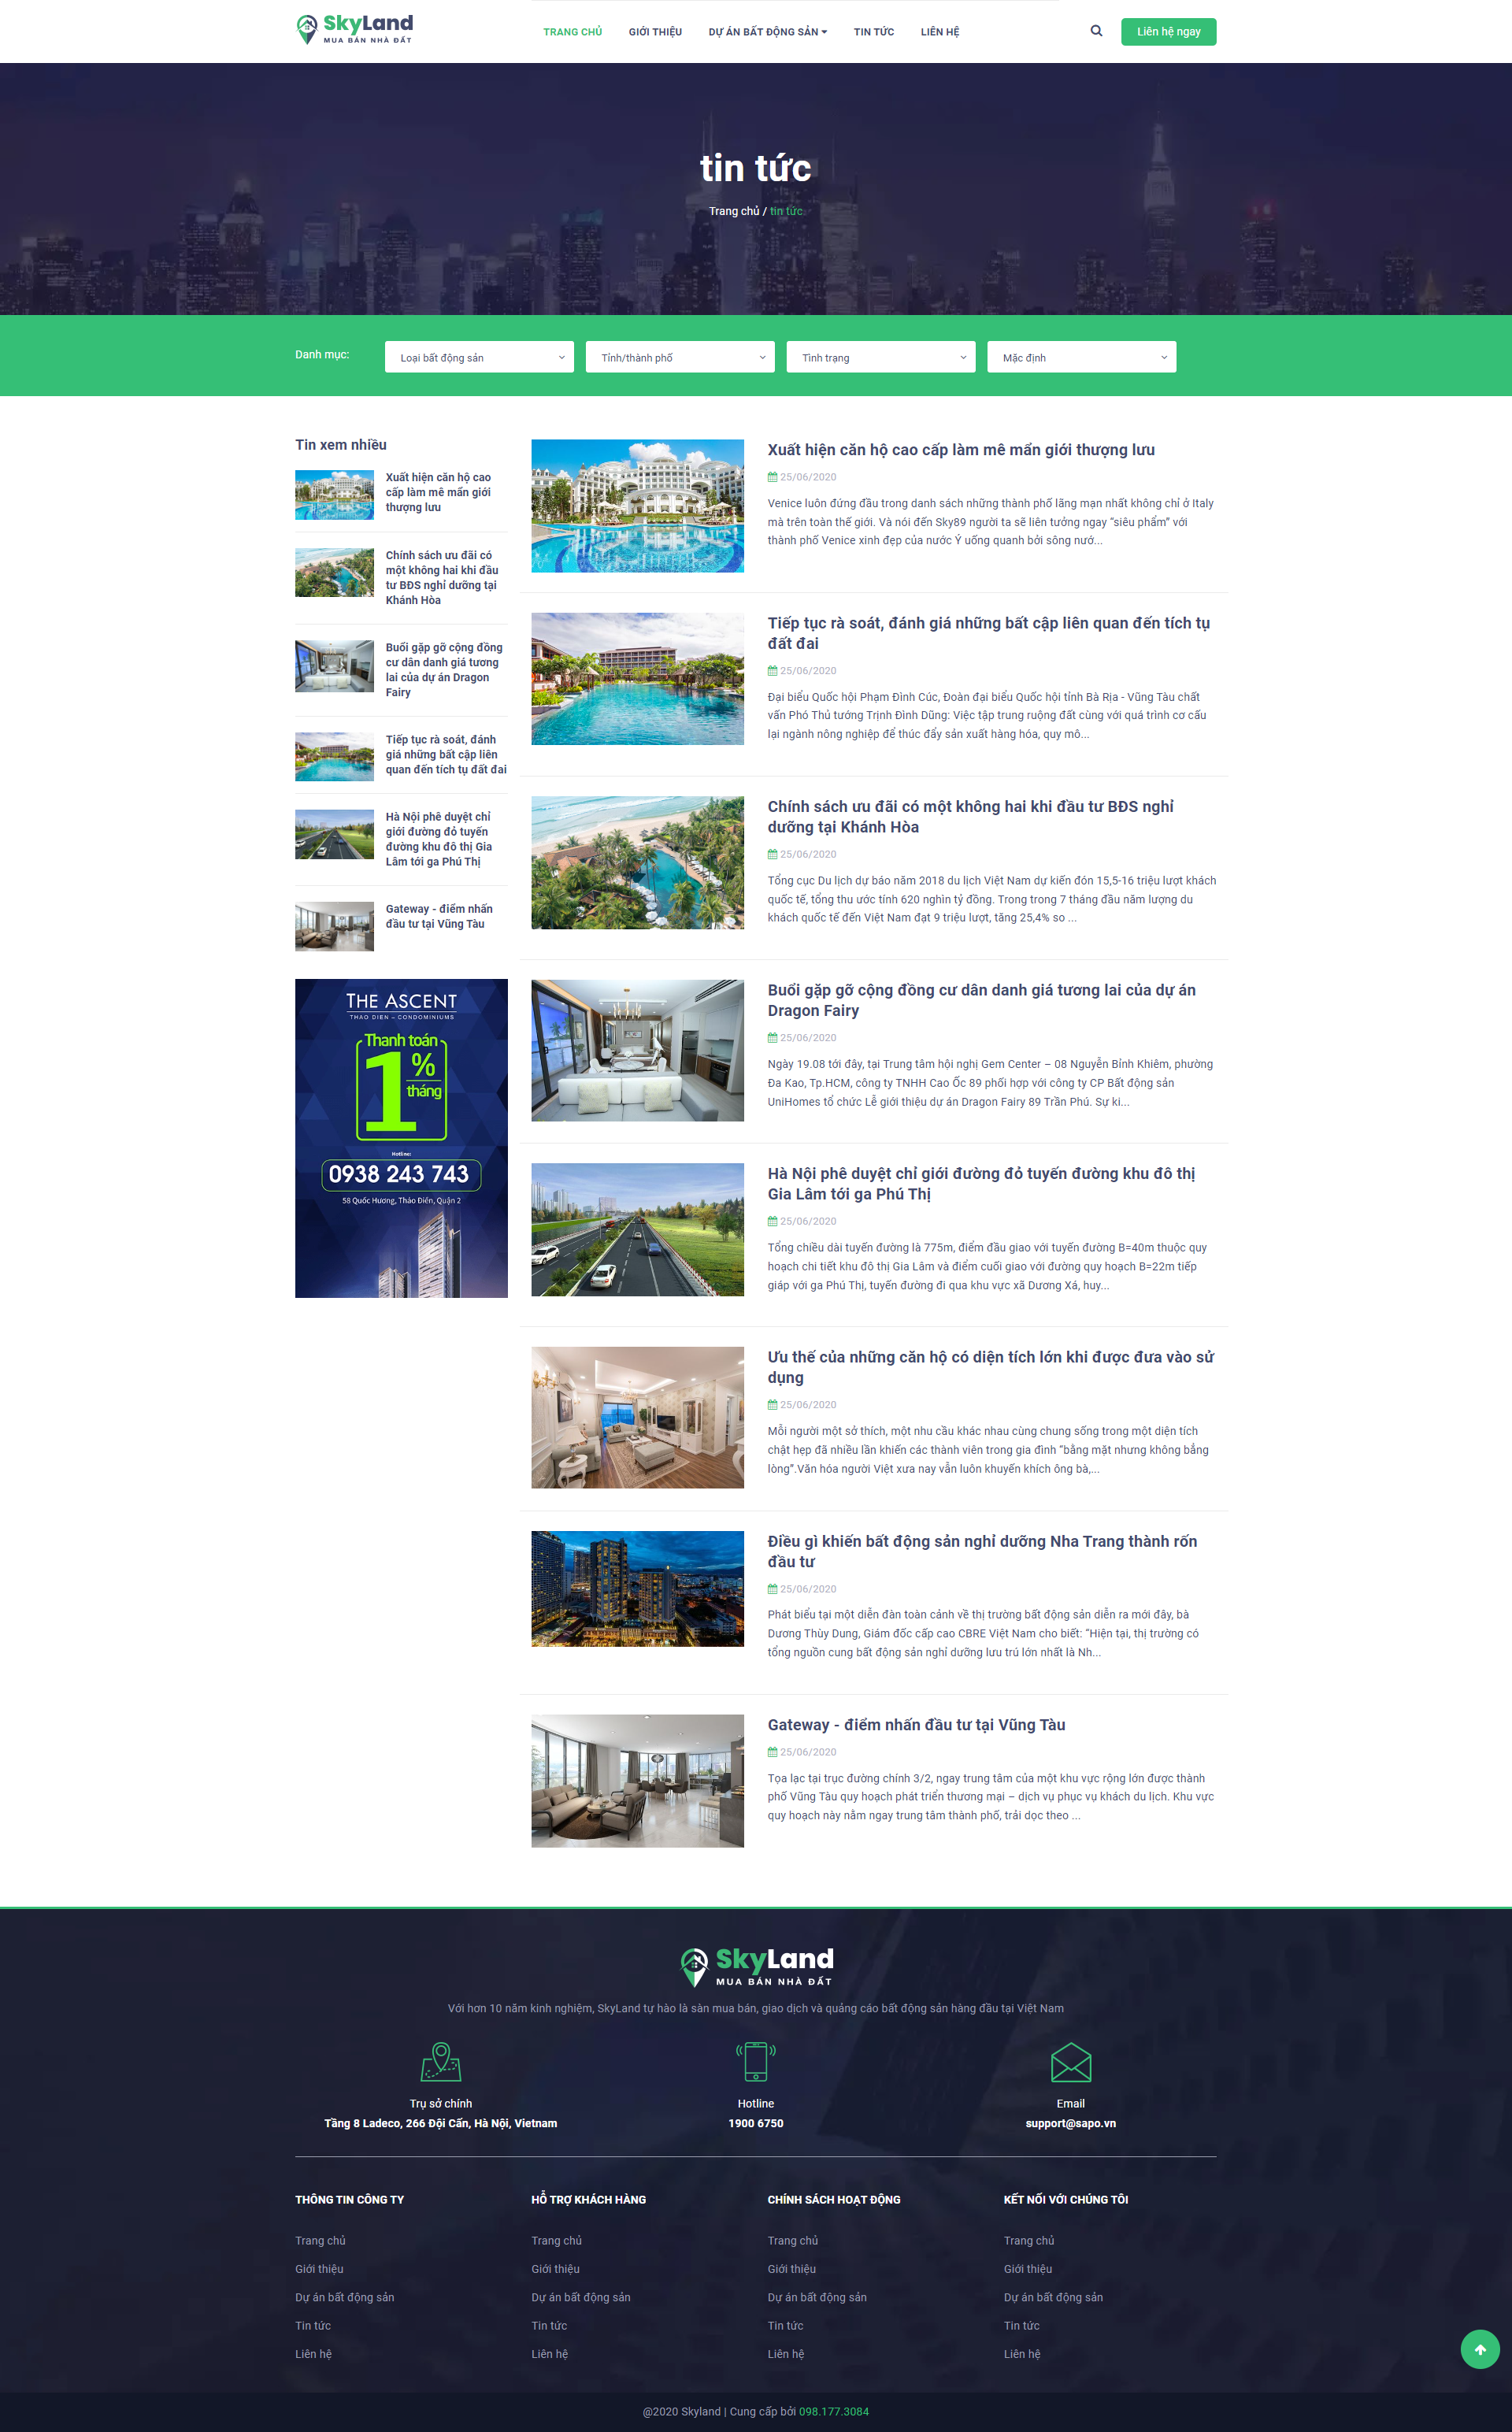 SkyLand
MUA BÁN NHÀ ĐẤT
TRANG CHỦ
GIỚI THIỆU
DỰ ÁN BẤT ĐỘNG SẢN
TIN TỨC
LIÊN HỆ
Liên hệ ngay
tin tức
Trang chủ / tin tức
Danh mục:
Loại bất động sản
Tỉnh/thành phố
Tình trạng
Mặc định
Tin xem nhiều
Xuất hiện căn hộ cao
cấp làm mê mẩn giới
thượng lưu
Chính sách ưu đãi có
một không hai khi đầu
tư BĐS nghỉ dưỡng tại
Khánh Hòa
Buổi gặp gỡ cộng đồng
cư dân danh giá tương
lai của dự án Dragon
Fairy
Tiếp tục rà soát, đánh
giá những bất cập liên
quan đến tích tụ đất đai
Hà Nội phê duyệt chỉ
giới đường đỏ tuyến
đường khu đô thị Gia
Lâm tới ga Phú Thị
Gateway - điểm nhấn
đầu tư tại Vũng Tàu
THE ASCENT
THAO DIEN – CONDOMINIUMS
Thanh toán
1%
tháng
Hotline:
0938 243 743
58 Quốc Hương, Thảo Điền, Quận 2
Xuất hiện căn hộ cao cấp làm mê mẩn giới thượng lưu
25/06/2020
Venice luôn đứng đầu trong danh sách những thành phố lãng mạn nhất không chỉ ở Italy
mà trên toàn thế giới. Và nói đến Sky89 người ta sẽ liên tưởng ngay “siêu phẩm” với
thành phố Venice xinh đẹp của nước Ý uống quanh bởi sông nướ...
Tiếp tục rà soát, đánh giá những bất cập liên quan đến tích tụ
đất đai
25/06/2020
Đại biểu Quốc hội Phạm Đình Cúc, Đoàn đại biểu Quốc hội tỉnh Bà Rịa - Vũng Tàu chất
vấn Phó Thủ tướng Trịnh Đình Dũng: Việc tập trung ruộng đất cùng với quá trình cơ cấu
lại ngành nông nghiệp để thúc đẩy sản xuất hàng hóa, quy mô...
Chính sách ưu đãi có một không hai khi đầu tư BĐS nghỉ
dưỡng tại Khánh Hòa
25/06/2020
Tổng cục Du lịch dự báo năm 2018 du lịch Việt Nam dự kiến đón 15,5-16 triệu lượt khách
quốc tế, tổng thu ước tính 620 nghìn tỷ đồng. Trong trong 7 tháng đầu năm lượng du
khách quốc tế đến Việt Nam đạt 9 triệu lượt, tăng 25,4% so ...
Buổi gặp gỡ cộng đồng cư dân danh giá tương lai của dự án
Dragon Fairy
25/06/2020
Ngày 19.08 tới đây, tại Trung tâm hội nghị Gem Center – 08 Nguyễn Bỉnh Khiêm, phường
Đa Kao, Tp.HCM, công ty TNHH Cao Ốc 89 phối hợp với công ty CP Bất động sản
UniHomes tổ chức Lễ giới thiệu dự án Dragon Fairy 89 Trần Phú. Sự ki...
Hà Nội phê duyệt chỉ giới đường đỏ tuyến đường khu đô thị
Gia Lâm tới ga Phú Thị
25/06/2020
Tổng chiều dài tuyến đường là 775m, điểm đầu giao với tuyến đường B=40m thuộc quy
hoạch chi tiết khu đô thị Gia Lâm và điểm cuối giao với đường quy hoạch B=22m tiếp
giáp với ga Phú Thị, tuyến đường đi qua khu vực xã Dương Xá, huy...
Ưu thế của những căn hộ có diện tích lớn khi được đưa vào sử
dụng
25/06/2020
Mỗi người một sở thích, một nhu cầu khác nhau cùng chung sống trong một diện tích
chật hẹp đã nhiều lần khiến các thành viên trong gia đình “bằng mặt nhưng không bằng
lòng”.Văn hóa người Việt xưa nay vẫn luôn khuyến khích ông bà,...
Điều gì khiến bất động sản nghỉ dưỡng Nha Trang thành rốn
đầu tư
25/06/2020
Phát biểu tại một diễn đàn toàn cảnh về thị trường bất động sản diễn ra mới đây, bà
Dương Thùy Dung, Giám đốc cấp cao CBRE Việt Nam cho biết: “Hiện tại, thị trường có
tổng nguồn cung bất động sản nghỉ dưỡng lưu trú lớn nhất là Nh...
Gateway - điểm nhấn đầu tư tại Vũng Tàu
25/06/2020
Tọa lạc tại trục đường chính 3/2, ngay trung tâm của một khu vực rộng lớn được thành
phố Vũng Tàu quy hoạch phát triển thương mại – dịch vụ phục vụ khách du lịch. Khu vực
quy hoạch này nằm ngay trung tâm thành phố, trải dọc theo ...
SkyLand
MUA BÁN NHÀ ĐẤT
Với hơn 10 năm kinh nghiệm, SkyLand tự hào là sàn mua bán, giao dịch và quảng cáo bất động sản hàng đầu tại Việt Nam
Trụ sở chính
Tầng 8 Ladeco, 266 Đội Cấn, Hà Nội, Vietnam
Hotline
1900 6750
Email
support@sapo.vn
THÔNG TIN CÔNG TY
Trang chủ
Giới thiệu
Dự án bất động sản
Tin tức
Liên hệ
HỖ TRỢ KHÁCH HÀNG
Trang chủ
Giới thiệu
Dự án bất động sản
Tin tức
Liên hệ
CHÍNH SÁCH HOẠT ĐỘNG
Trang chủ
Giới thiệu
Dự án bất động sản
Tin tức
Liên hệ
KẾT NỐI VỚI CHÚNG TÔI
Trang chủ
Giới thiệu
Dự án bất động sản
Tin tức
Liên hệ
@2020 Skyland | Cung cấp bởi 098.177.3084